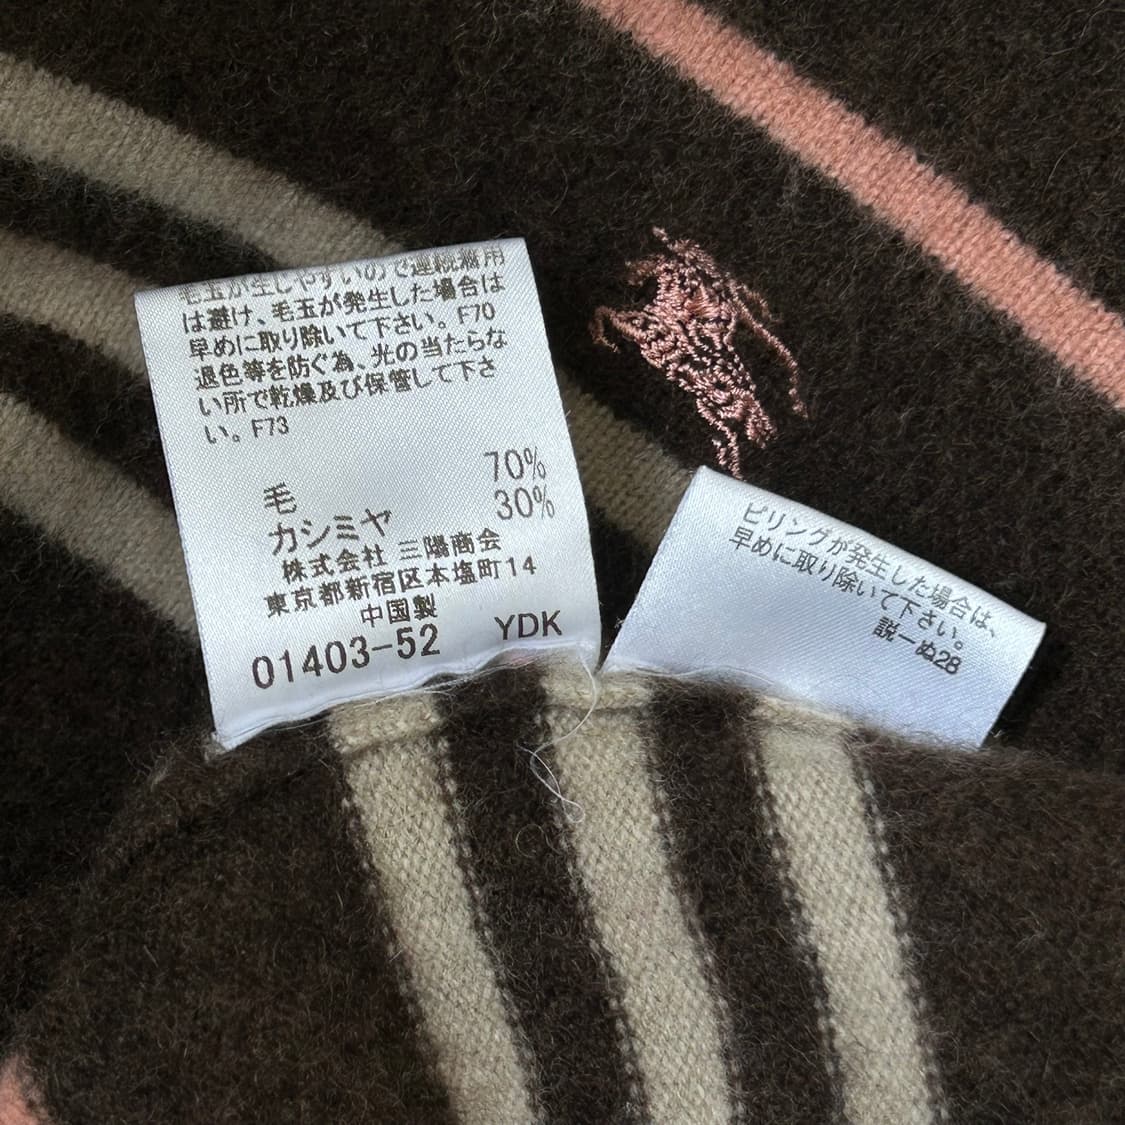 毛玉が生しやすいので連続着用
は避け、毛玉が発生した場合は
早めに取り除いて下さい。F70
退色等を防ぐ為、光の当たらな
い所で乾燥及び保管して下さ
い。F73
毛 70%
カシミヤ 30%
株式会社 三陽商会
東京都新宿区本塩町14
中国製
01403-52 YDK
ピリングが発生した場合は、
早めに取り除いて下さい。
説ーぬ28